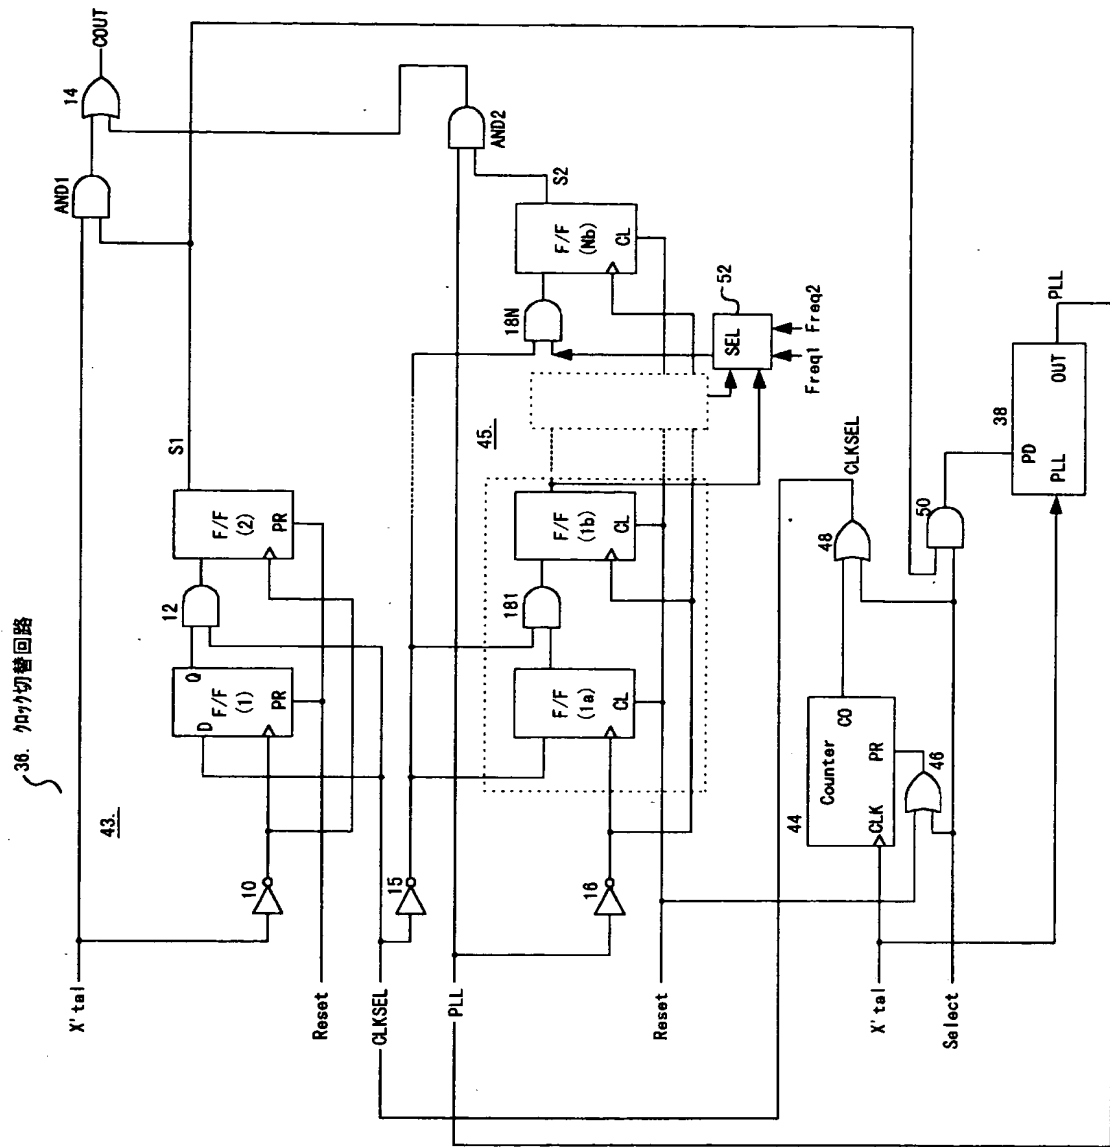 36. クロック切替回路
43.
X'tal
10
D
Q
F/F
(1)
PR
12
F/F
(2)
PR
S1
AND1
14
COUT
Reset
CLKSEL
15
PLL
16
F/F
(1a)
CL
181
F/F
(1b)
CL
45.
18N
F/F
(Nb)
CL
S2
AND2
SEL
52
Freq1
Freq2
Reset
44
Counter
CLK
CO
PR
46
48
CLKSEL
50
38
PD
PLL
OUT
PLL
X'tal
Select